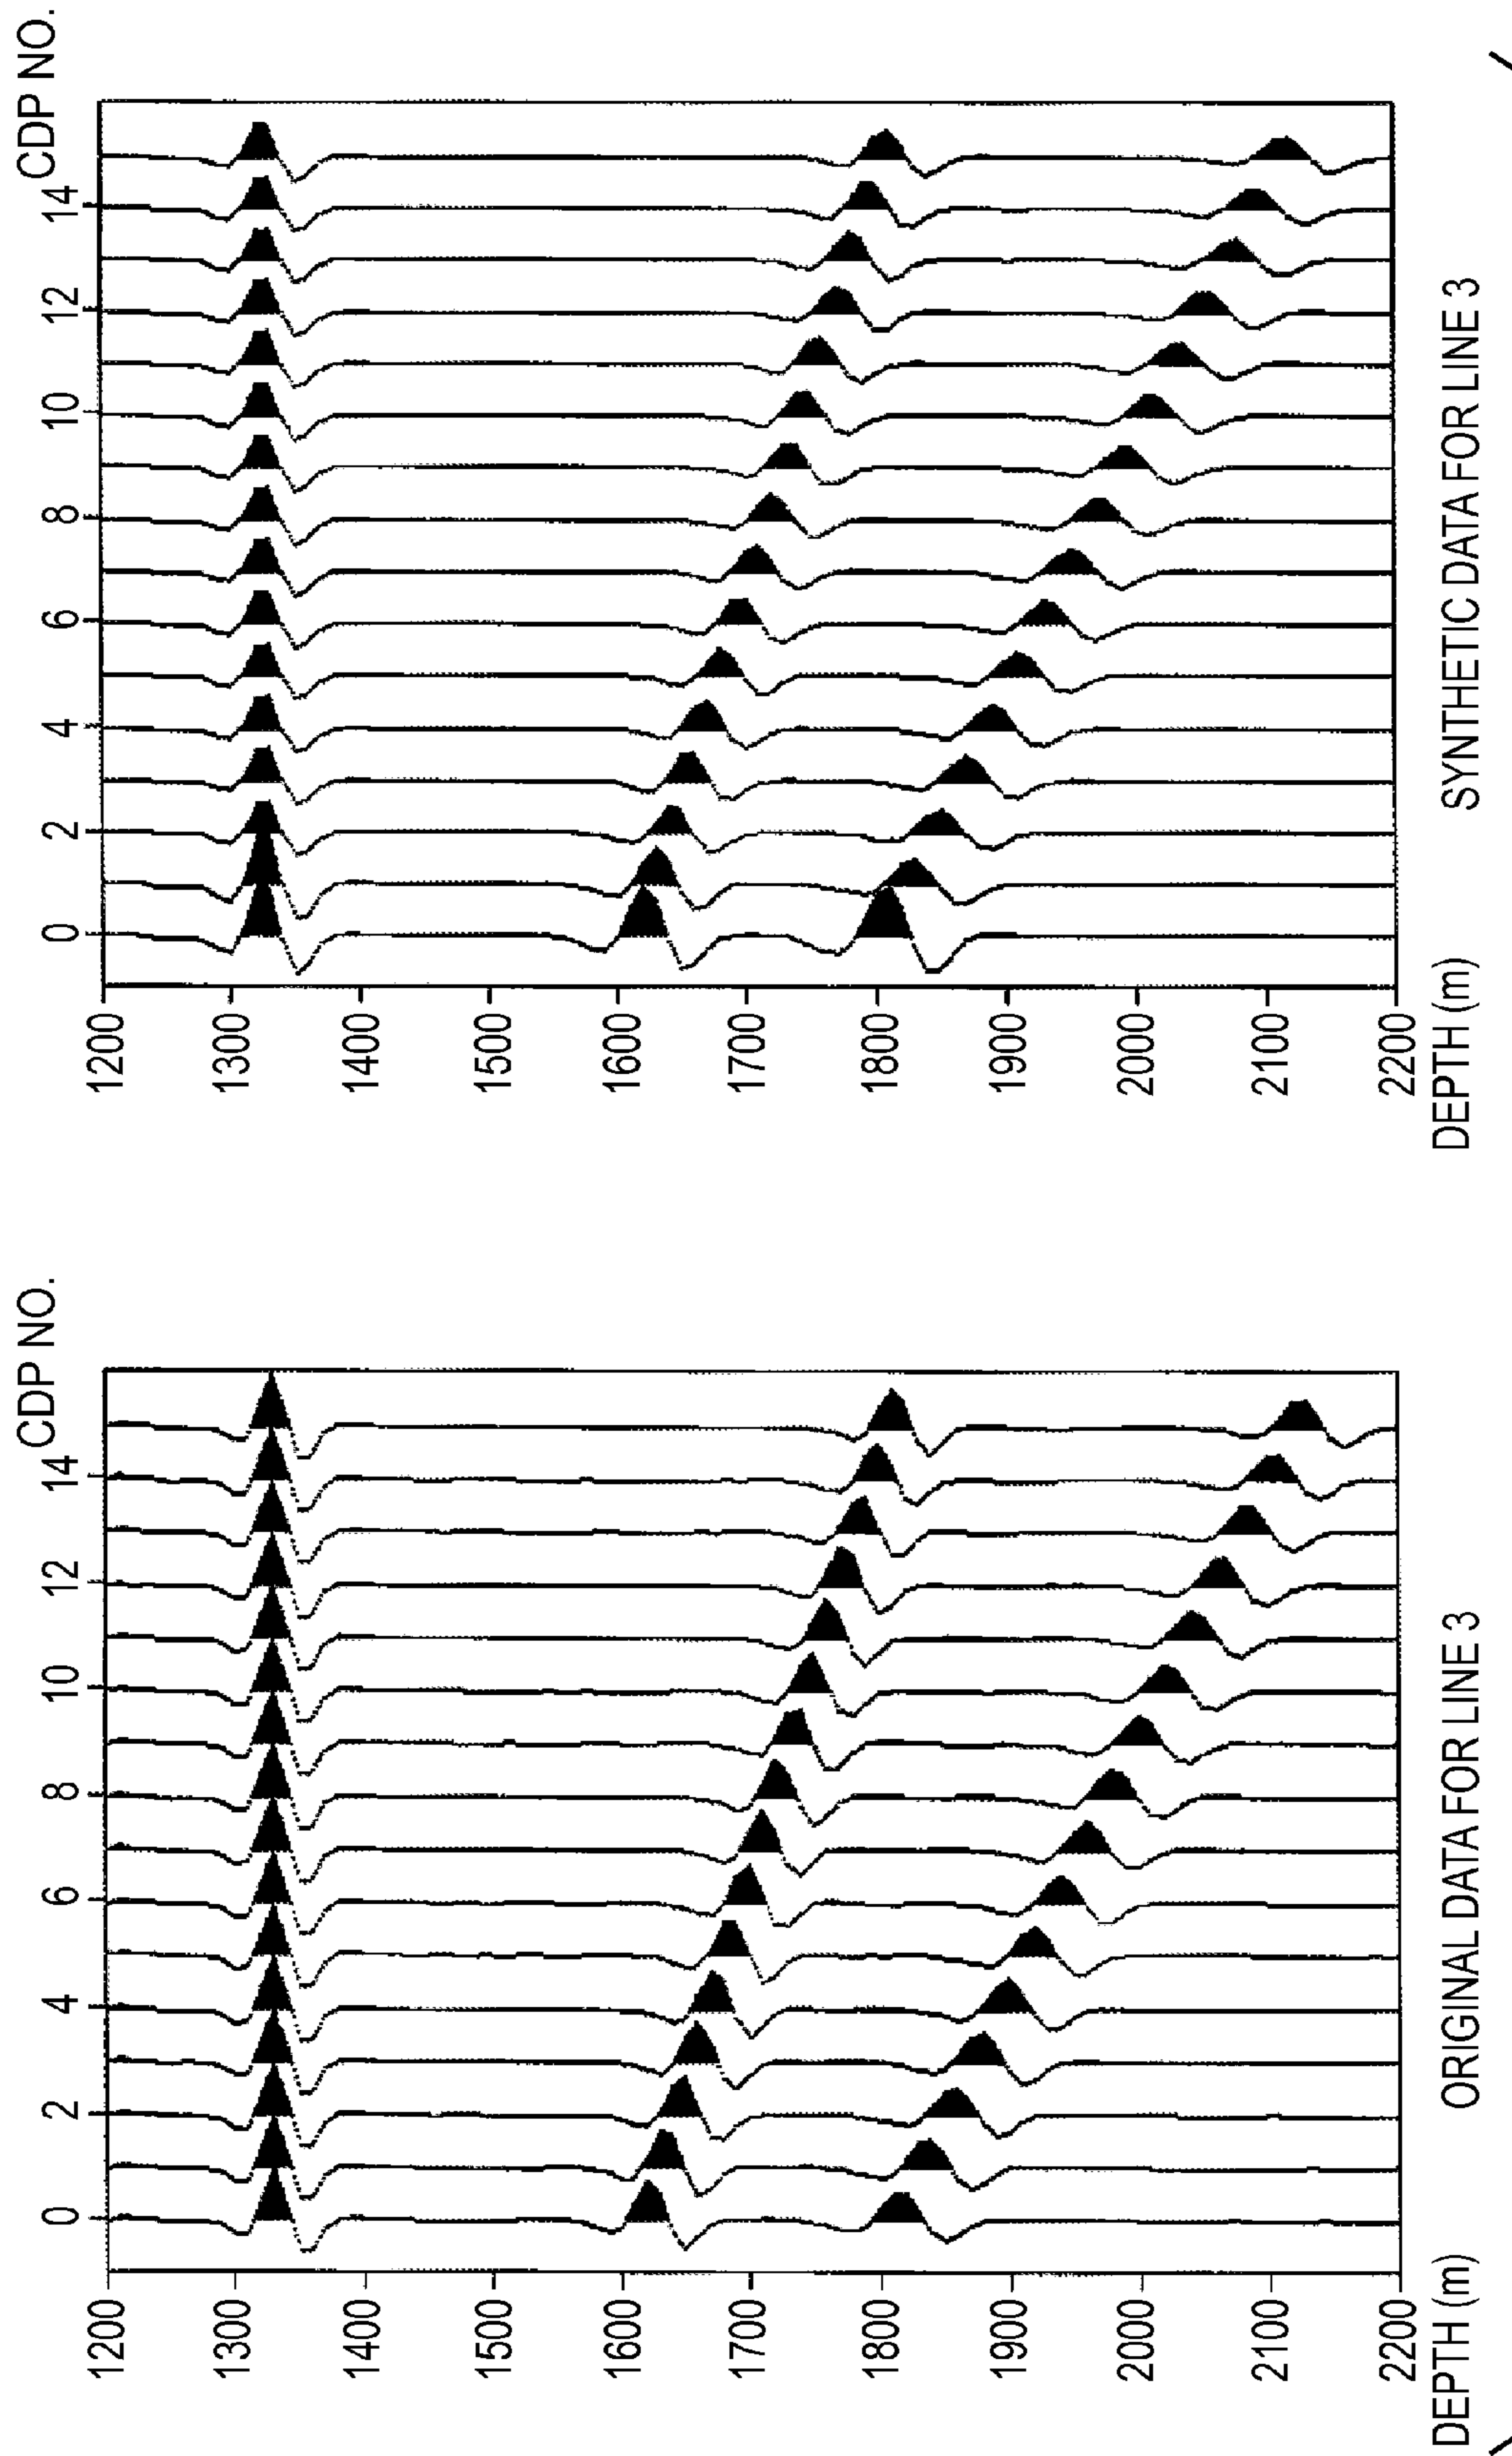 CDP NO.
0 2 4 6 8 10 12 14
1200
1300
1400
1500
1600
1700
1800
1900
2000
2100
2200
DEPTH (m)
ORIGINAL DATA FOR LINE 3
CDP NO.
0 2 4 6 8 10 12 14
1200
1300
1400
1500
1600
1700
1800
1900
2000
2100
2200
DEPTH (m)
SYNTHETIC DATA FOR LINE 3